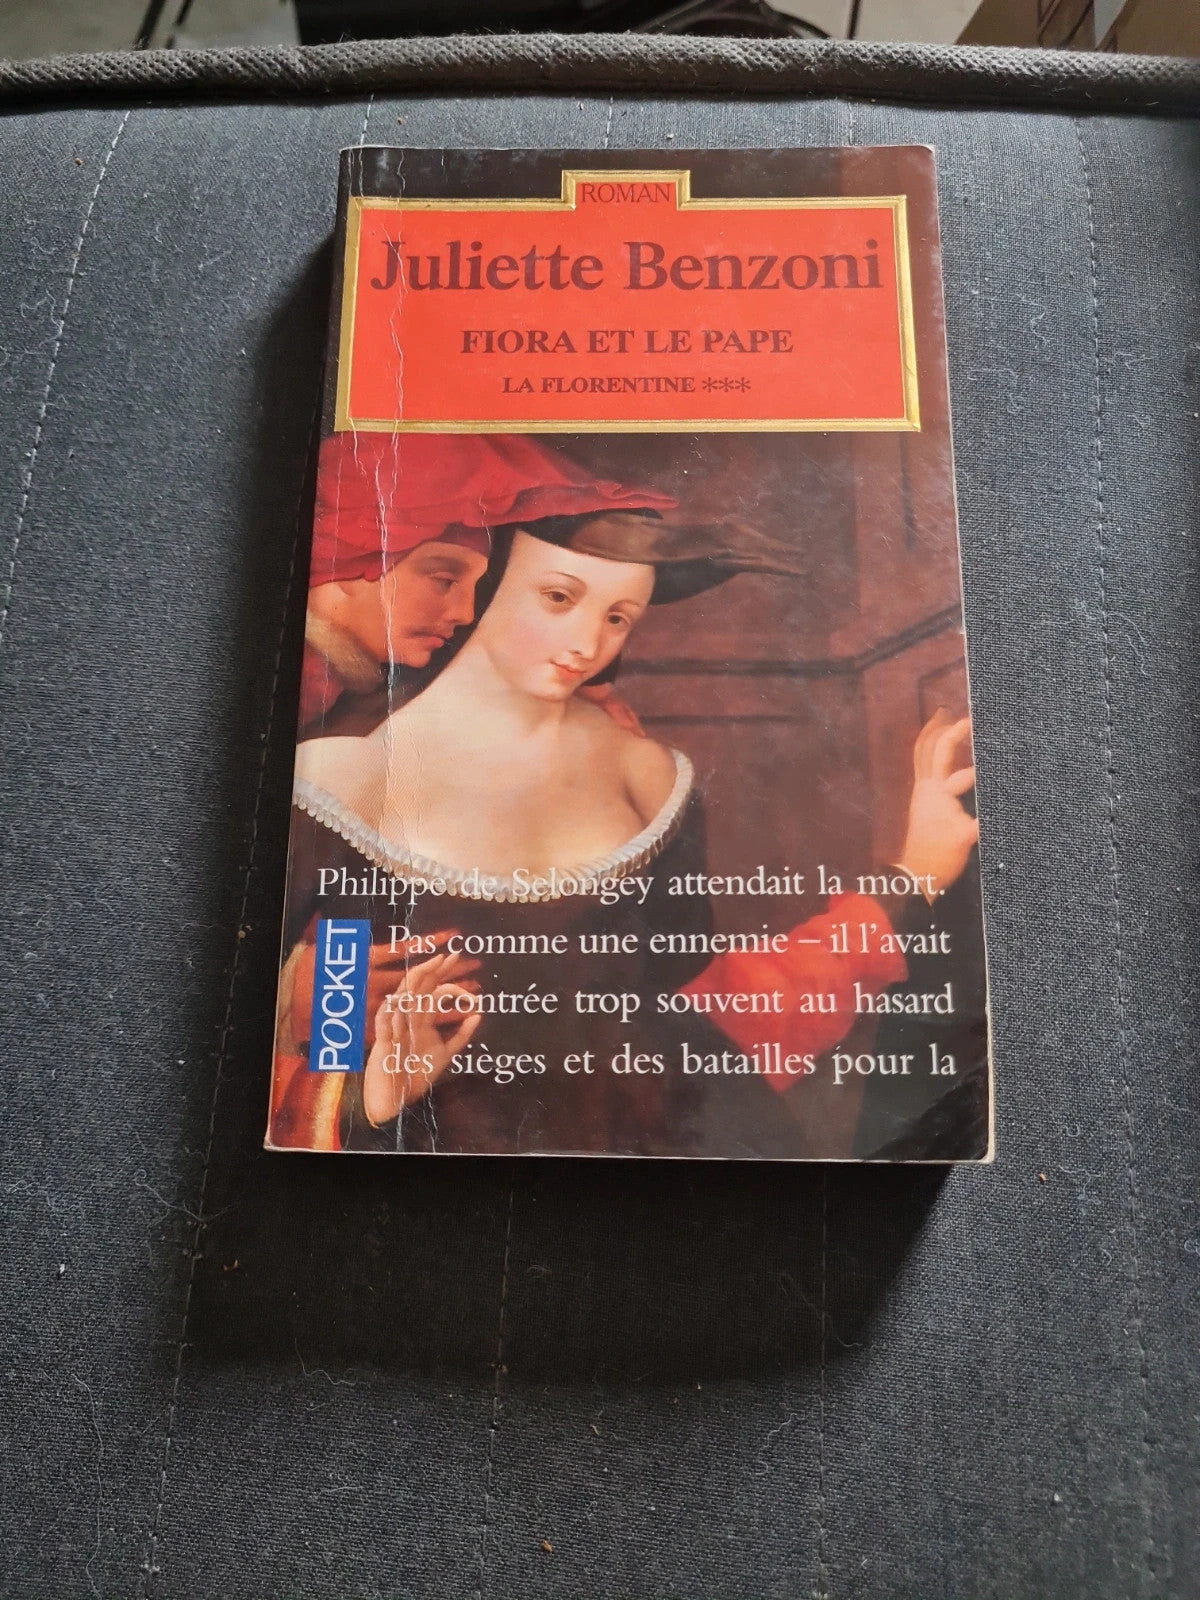 ROMAN
Juliette Benzoni
FIORA ET LE PAPE
LA FLORENTINE ***
Philippe de Selongey attendait la mort.
Pas comme une ennemie – il l'avait
rencontrée trop souvent au hasard
des sièges et des batailles pour la
POCKET